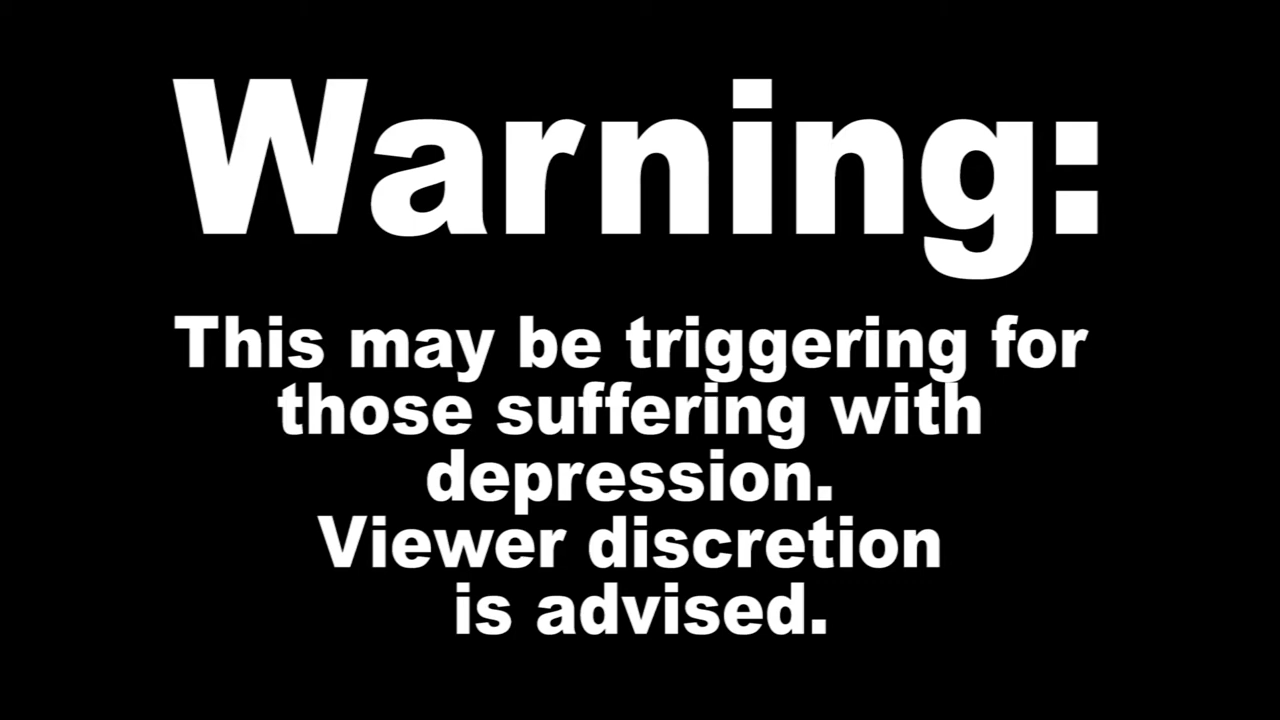 Warning:
This may be triggering for
those suffering with
depression.
Viewer discretion
is advised.